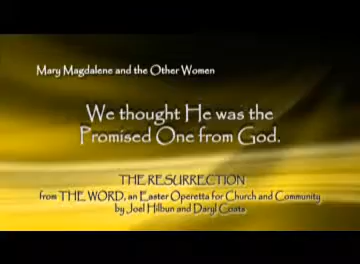 Mary Magdalene and the Other Women
We thought He was the
Promised One from God.
THE RESURRECTION
from THE WORD, an Easter Operetta for Church and Community
by Joel Hilbun and Daryl Coats